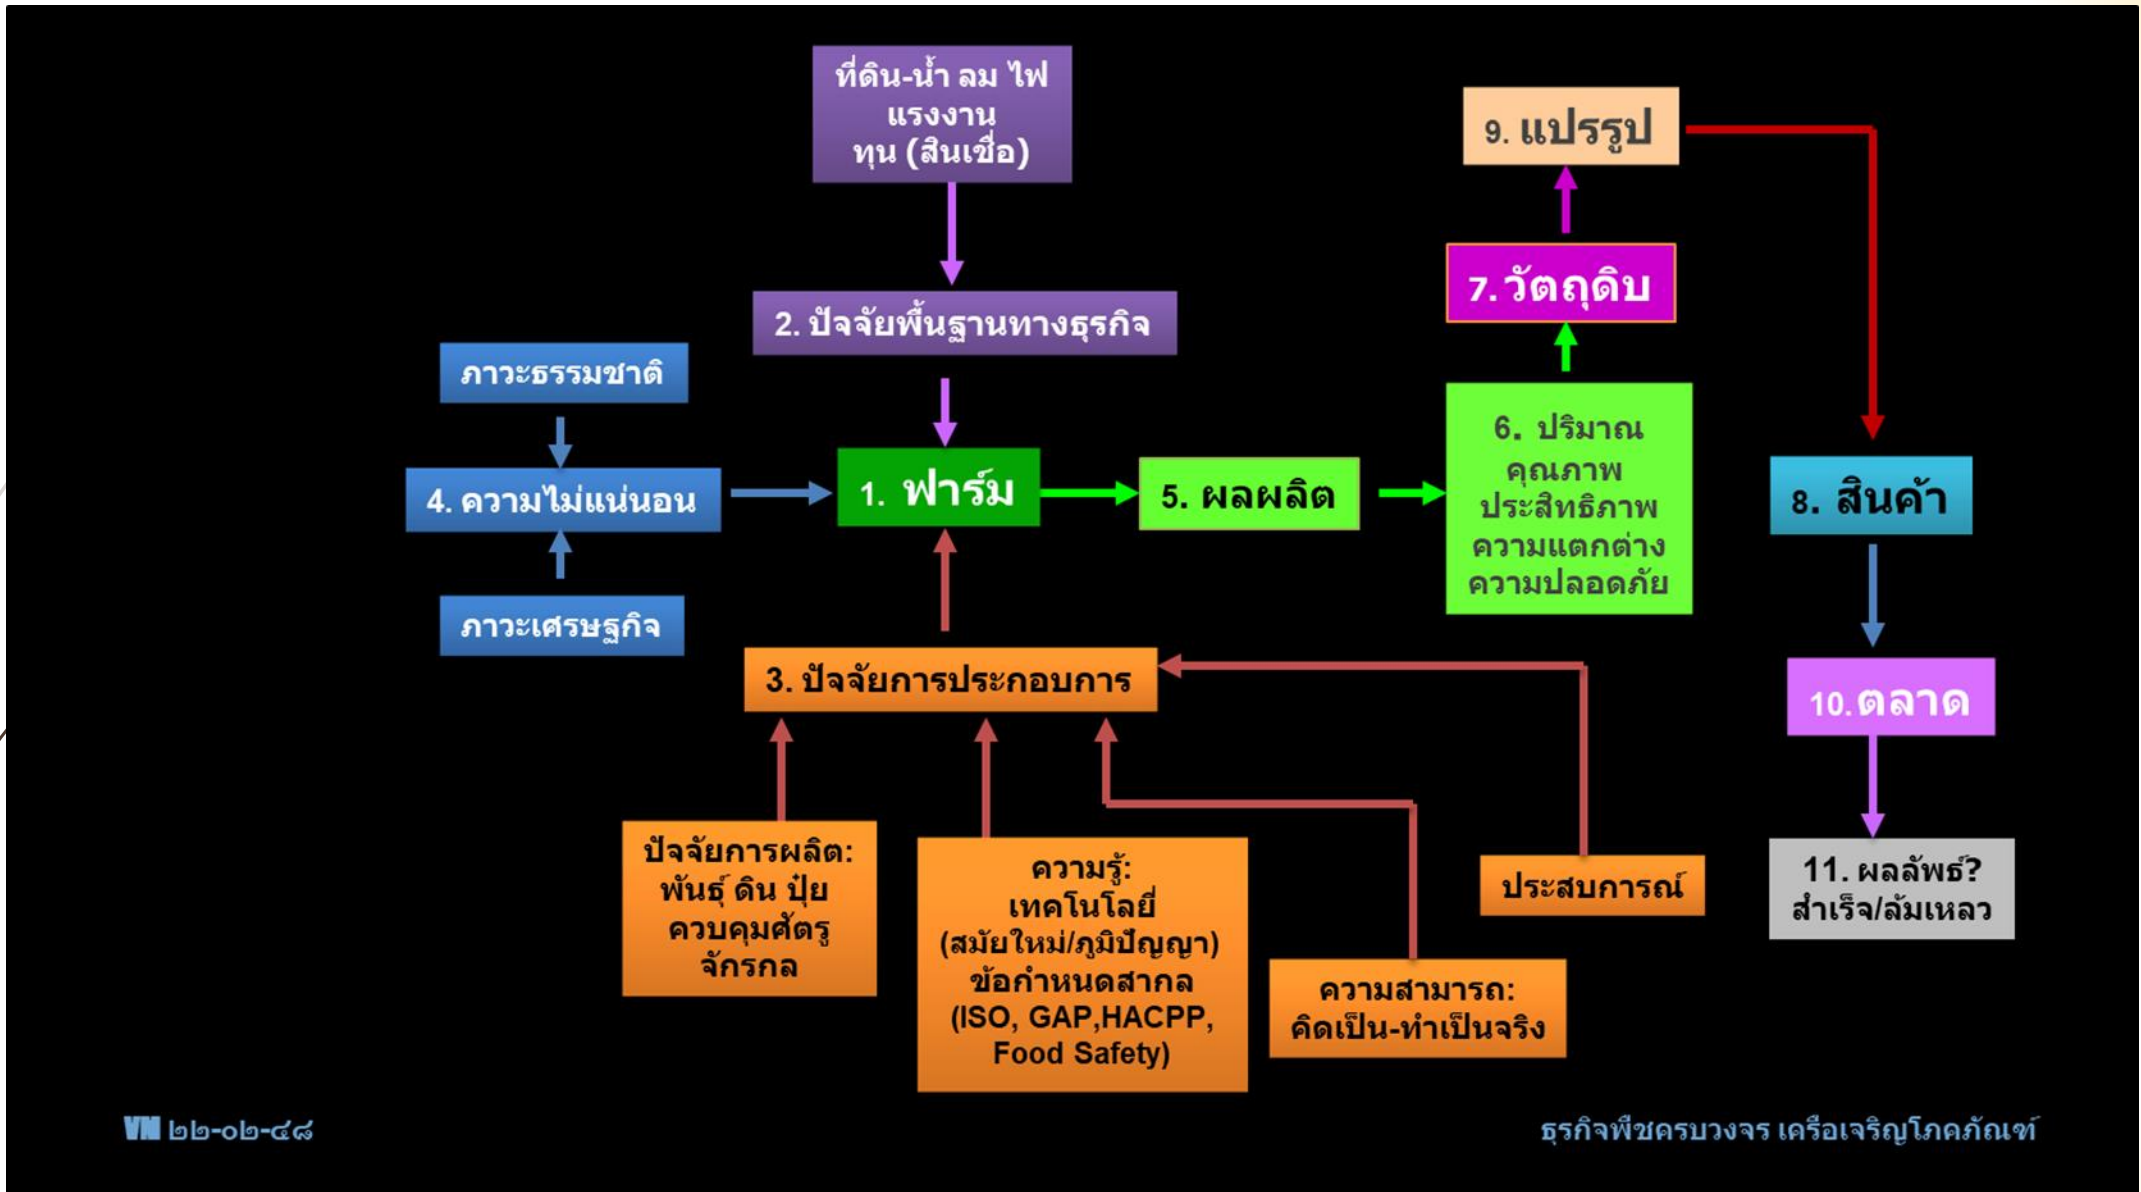 ที่ดิน-น้ำ ลม ไฟ
แรงงาน
ทุน (สินเชื่อ)
9. แปรรูป
7. วัตถุดิบ
2. ปัจจัยพื้นฐานทางธุรกิจ
ภาวะธรรมชาติ
6. ปริมาณ
คุณภาพ
ประสิทธิภาพ
ความแตกต่าง
ความปลอดภัย
4. ความไม่แน่นอน
1. ฟาร์ม
5. ผลผลิต
8. สินค้า
ภาวะเศรษฐกิจ
3. ปัจจัยการประกอบการ
10. ตลาด
ปัจจัยการผลิต:
พันธุ์ ดิน ปุ๋ย
ควบคุมศัตรู
จักรกล
ความรู้:
เทคโนโลยี่
(สมัยใหม่/ภูมิปัญญา)
ข้อกำหนดสากล
(ISO, GAP,HACPP,
Food Safety)
ประสบการณ์
11. ผลลัพธ์?
สำเร็จ/ล้มเหลว
ความสามารถ:
คิดเป็น-ทำเป็นจริง
VN ๒๒-๐๒-๔๘
ธุรกิจพืชครบวงจร เครือเจริญโภคภัณฑ์